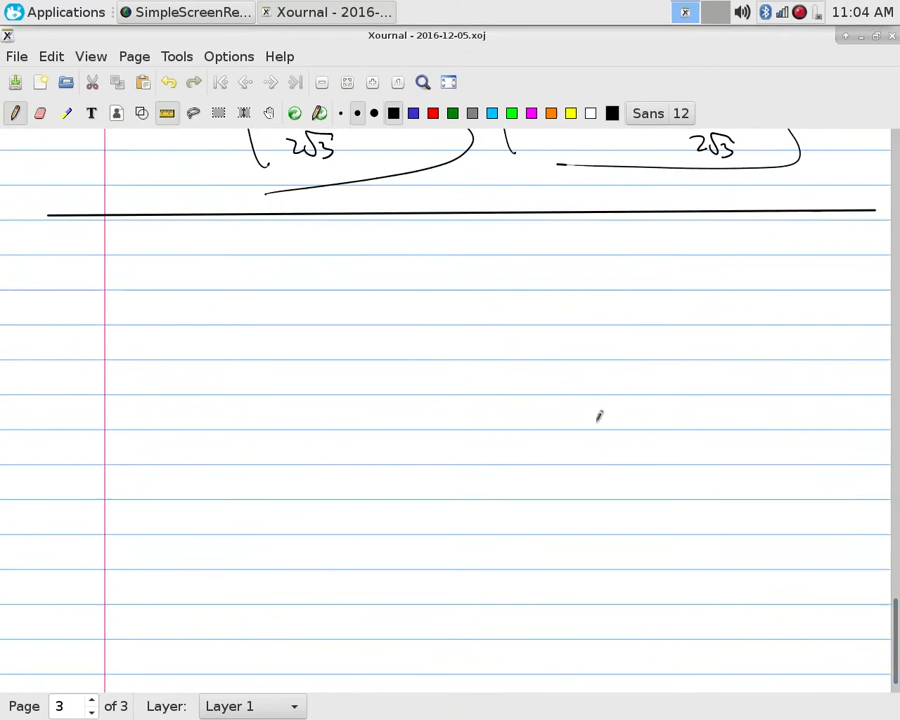 Applications SimpleScreenRe... Xournal - 2016-... 11:04 AM
Xournal - 2016-12-05.xoj
File Edit View Page Tools Options Help
Sans 12
2√3 2√3
Page 3 of 3 Layer: Layer 1